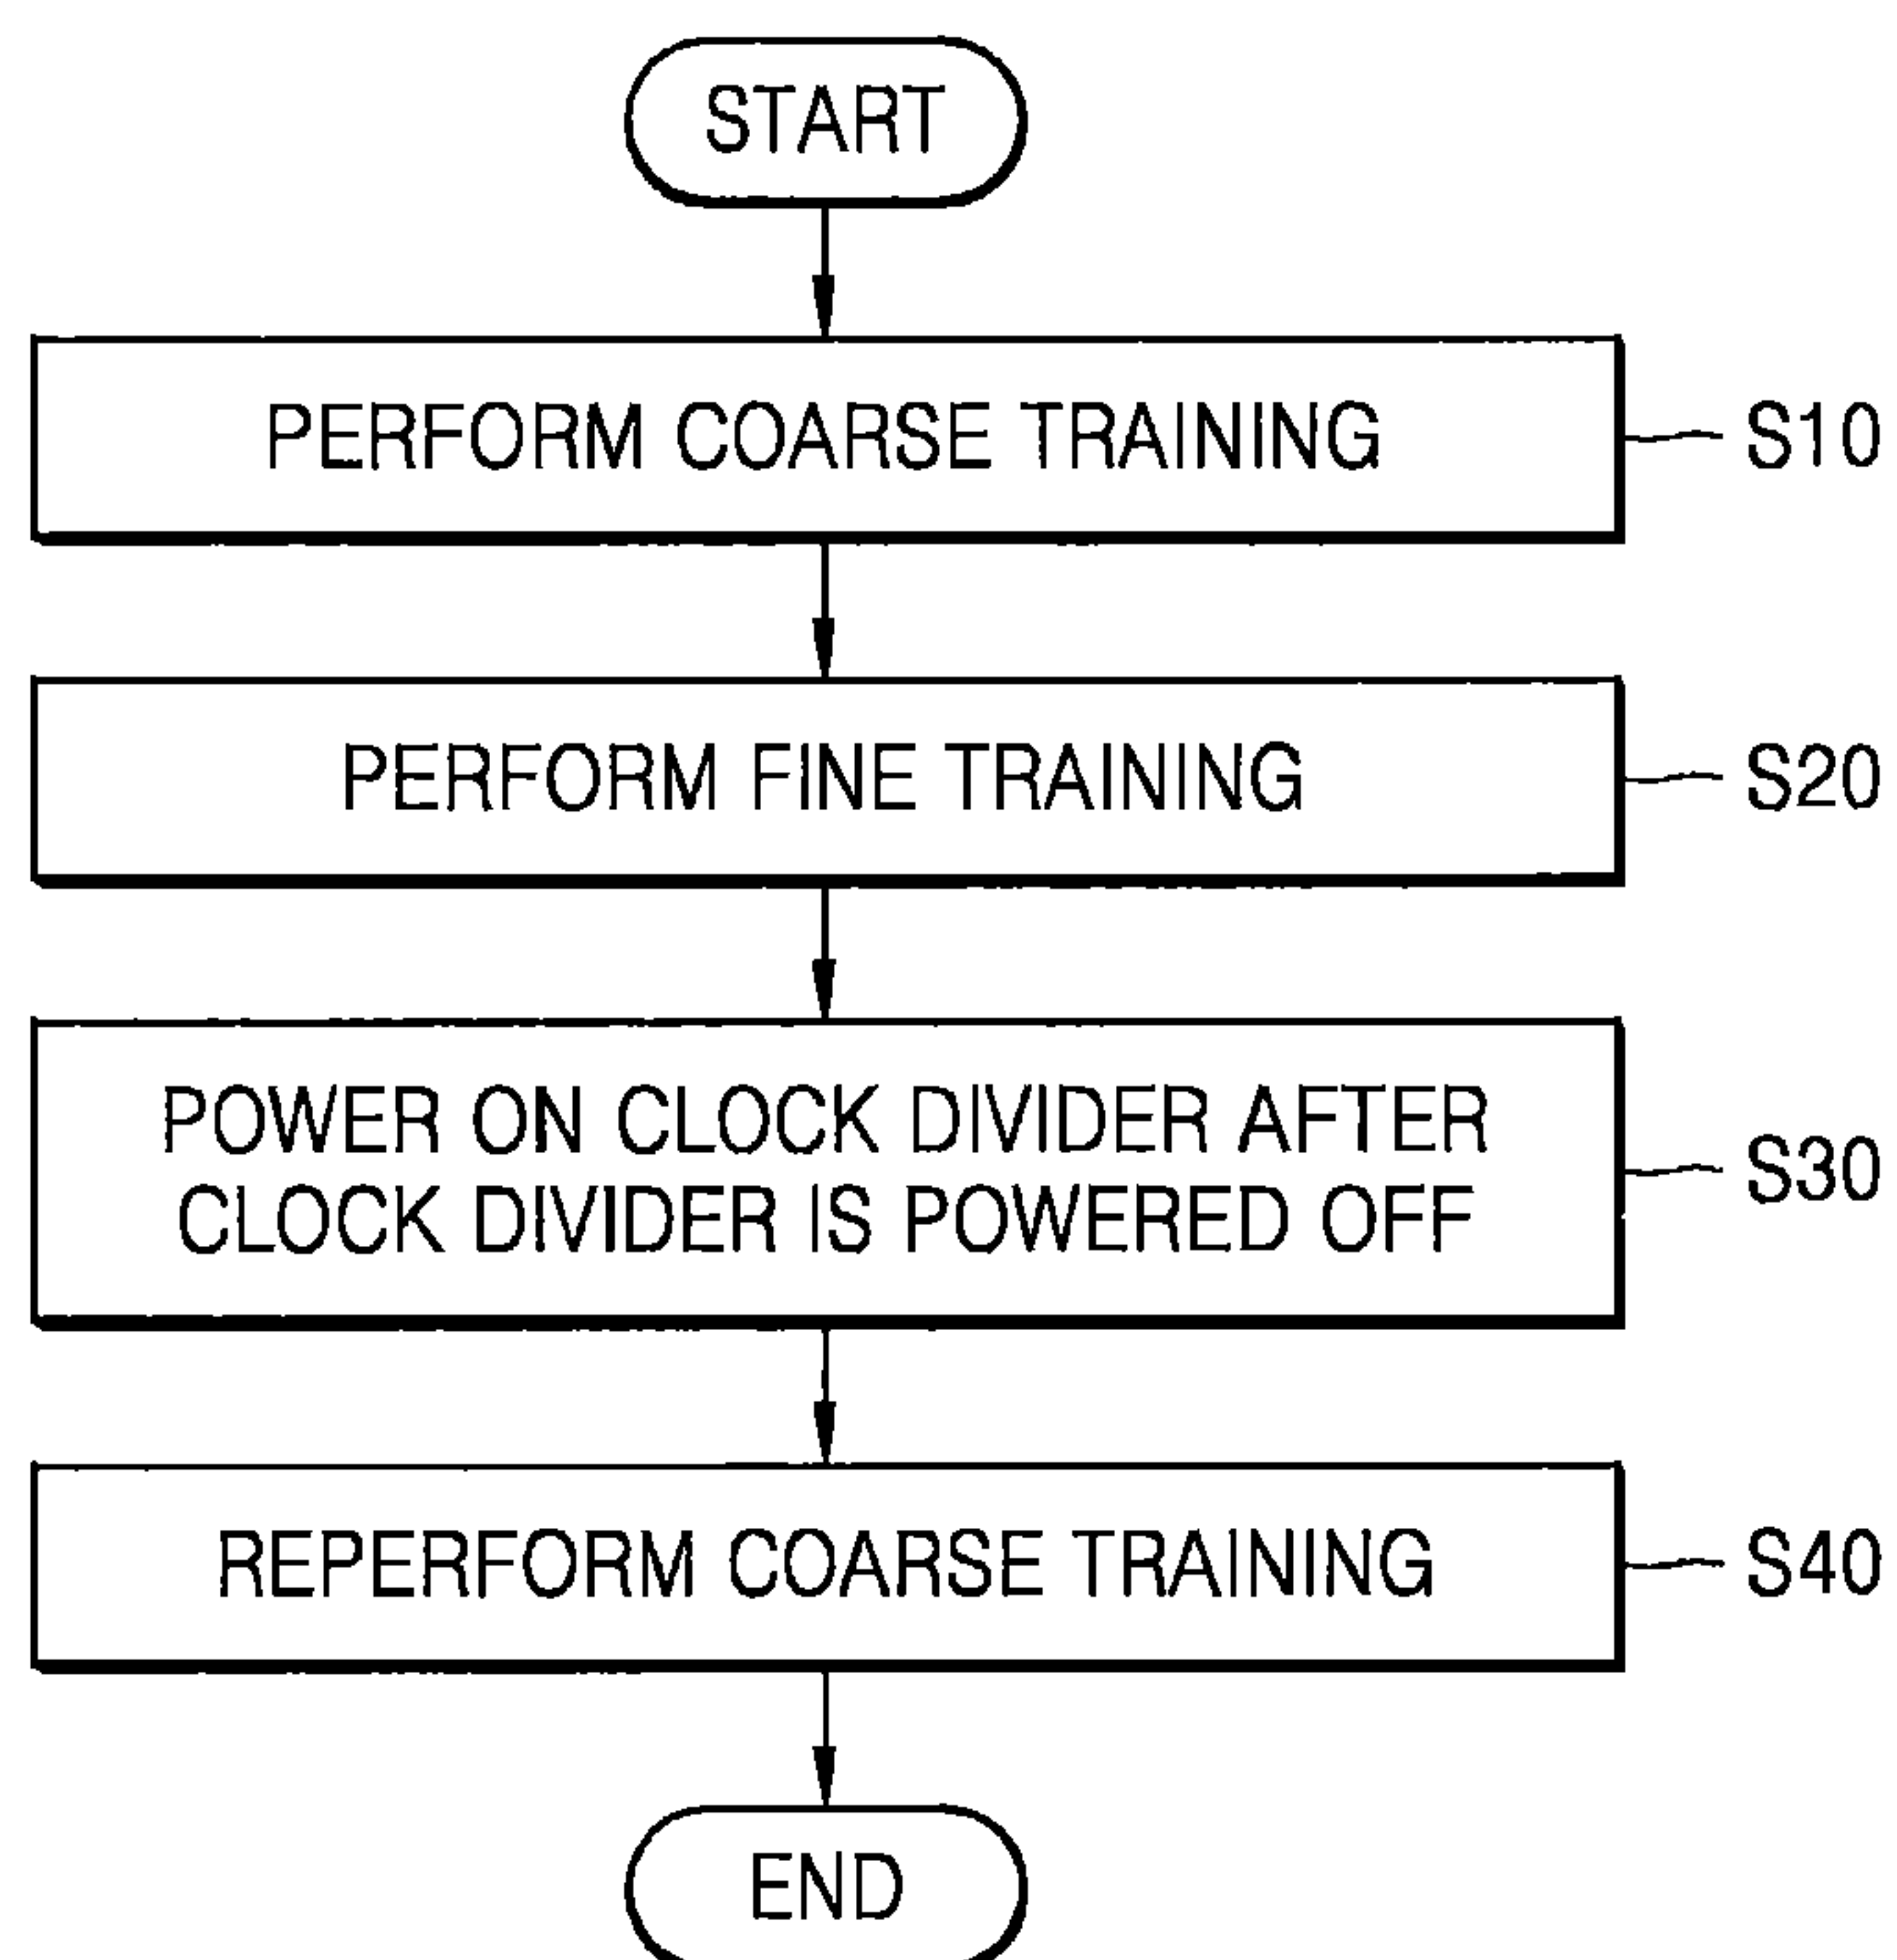 START
PERFORM COARSE TRAINING
S10
PERFORM FINE TRAINING
S20
POWER ON CLOCK DIVIDER AFTER
CLOCK DIVIDER IS POWERED OFF
S30
REPERFORM COARSE TRAINING
S40
END